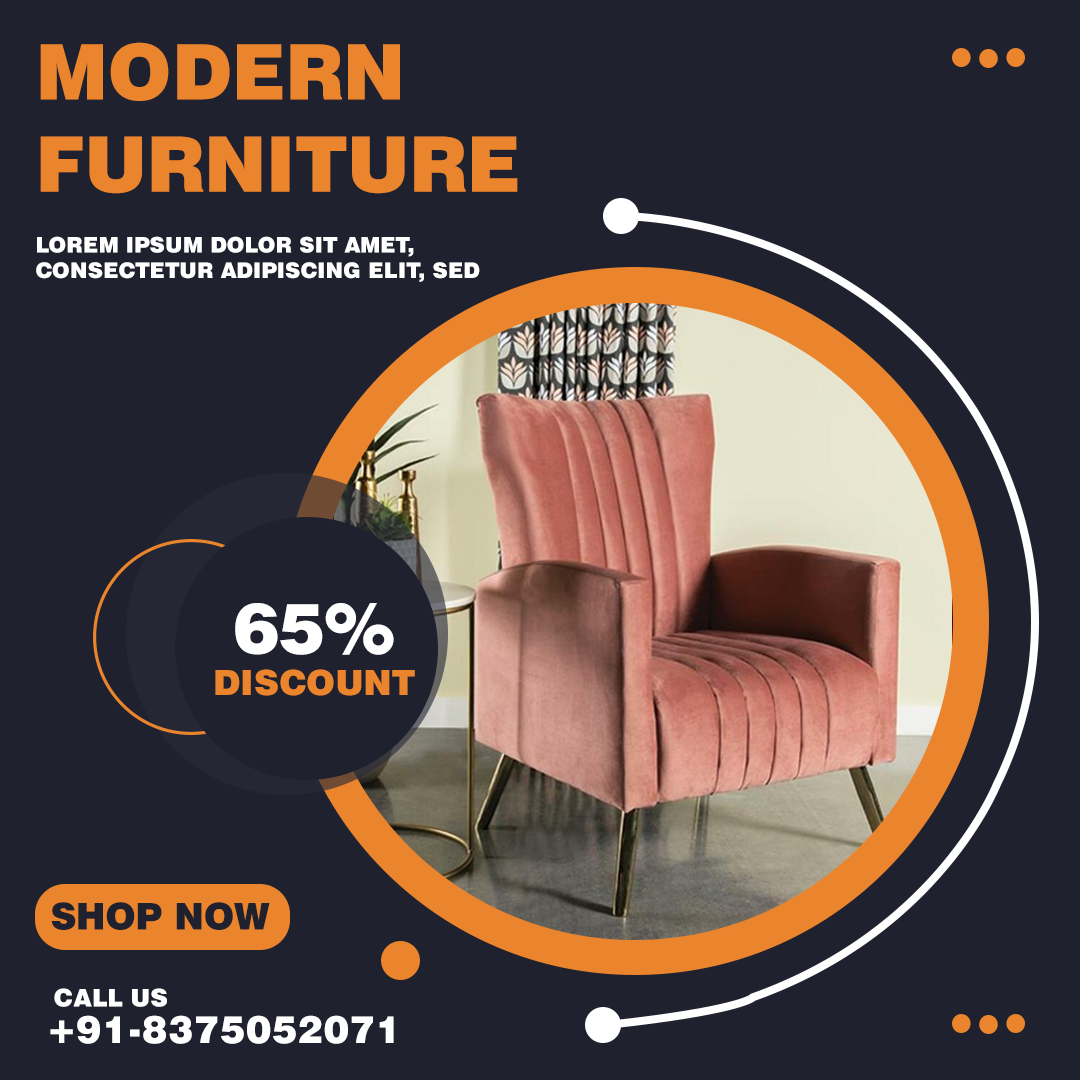 MODERN
FURNITURE
LOREM IPSUM DOLOR SIT AMET,
CONSECTETUR ADIPISCING ELIT, SED
65%
DISCOUNT
SHOP NOW
CALL US
+91-8375052071